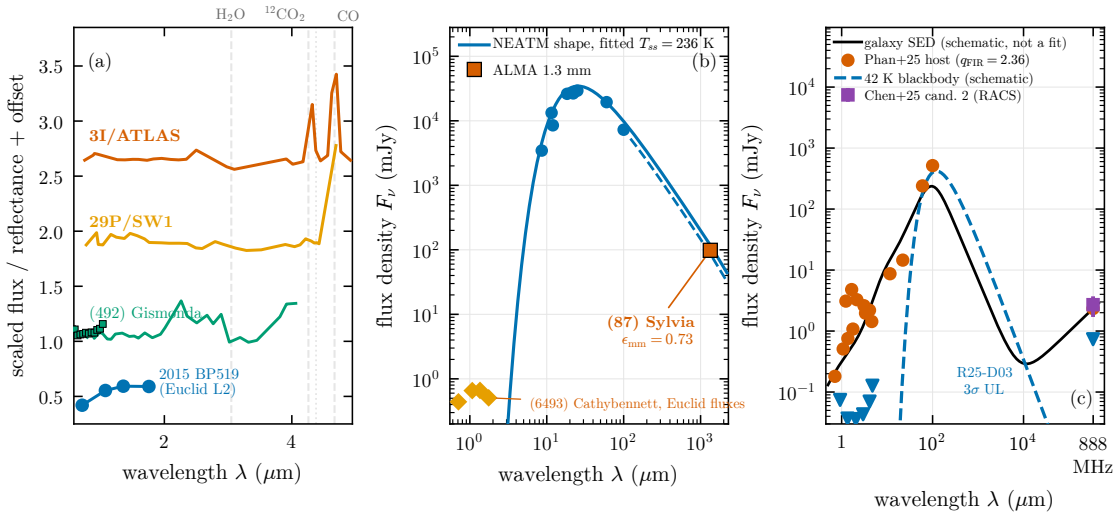 H₂O ¹²CO₂ CO
(a)
3I/ATLAS
29P/SW1
(492) Gismonda
2015 BP519
(Euclid L2)
3.5
3.0
2.5
2.0
1.5
1.0
0.5
2 4
wavelength λ (μm)
scaled flux / reflectance + offset
NEATM shape, fitted T_ss = 236 K
ALMA 1.3 mm
(b)
(87) Sylvia
ϵ_mm = 0.73
(6493) Cathybennett, Euclid fluxes
10⁵
10⁴
10³
10²
10¹
10⁰
10⁰ 10¹ 10² 10³
wavelength λ (μm)
flux density F_ν (mJy)
galaxy SED (schematic, not a fit)
Phan+25 host (q_FIR = 2.36)
42 K blackbody (schematic)
Chen+25 cand. 2 (RACS)
R25-D03
3σ UL
(c)
10⁴
10³
10²
10¹
10⁰
10⁻¹
1 10² 10⁴ 888
MHz
wavelength λ (μm)
flux density F_ν (mJy)